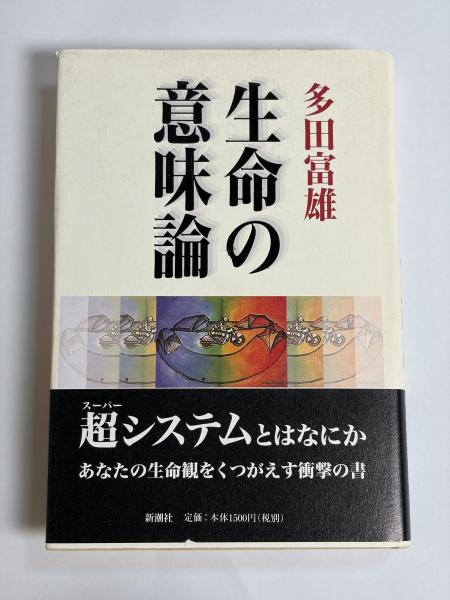 多田富雄
生命の
意味論
スーパー
超システムとはなにか
あなたの生命観をくつがえす衝撃の書
新潮社 定価：本体1500円（税別）